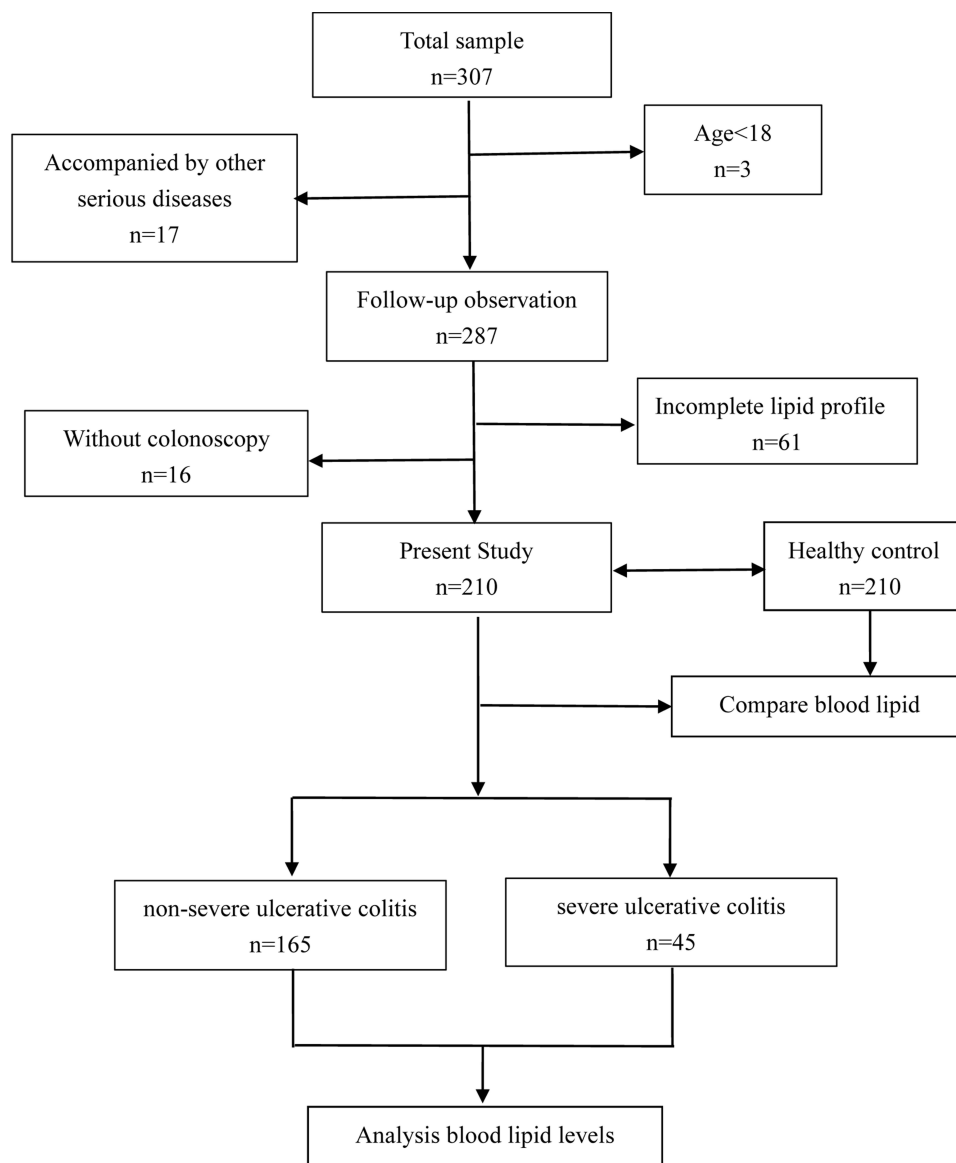 Total sample
n=307
Age<18
n=3
Accompanied by other
serious diseases
n=17
Follow-up observation
n=287
Incomplete lipid profile
n=61
Without colonoscopy
n=16
Present Study
n=210
Healthy control
n=210
Compare blood lipid
non-severe ulcerative colitis
n=165
severe ulcerative colitis
n=45
Analysis blood lipid levels